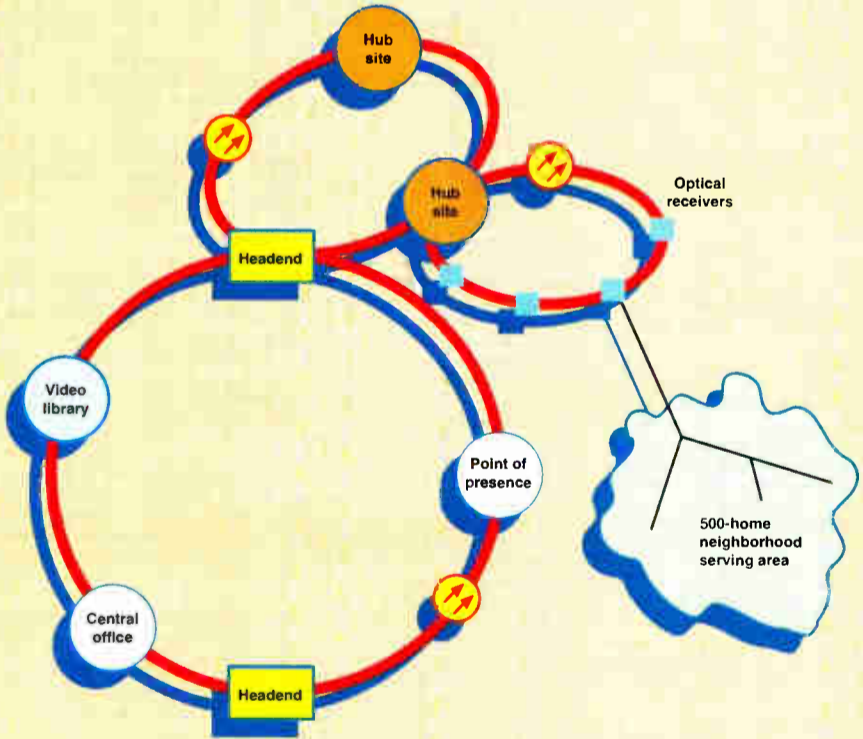 Hub
site
Hub
site
Optical
receivers
Headend
Video
library
Point of
presence
500-home
neighborhood
serving area
Central
office
Headend